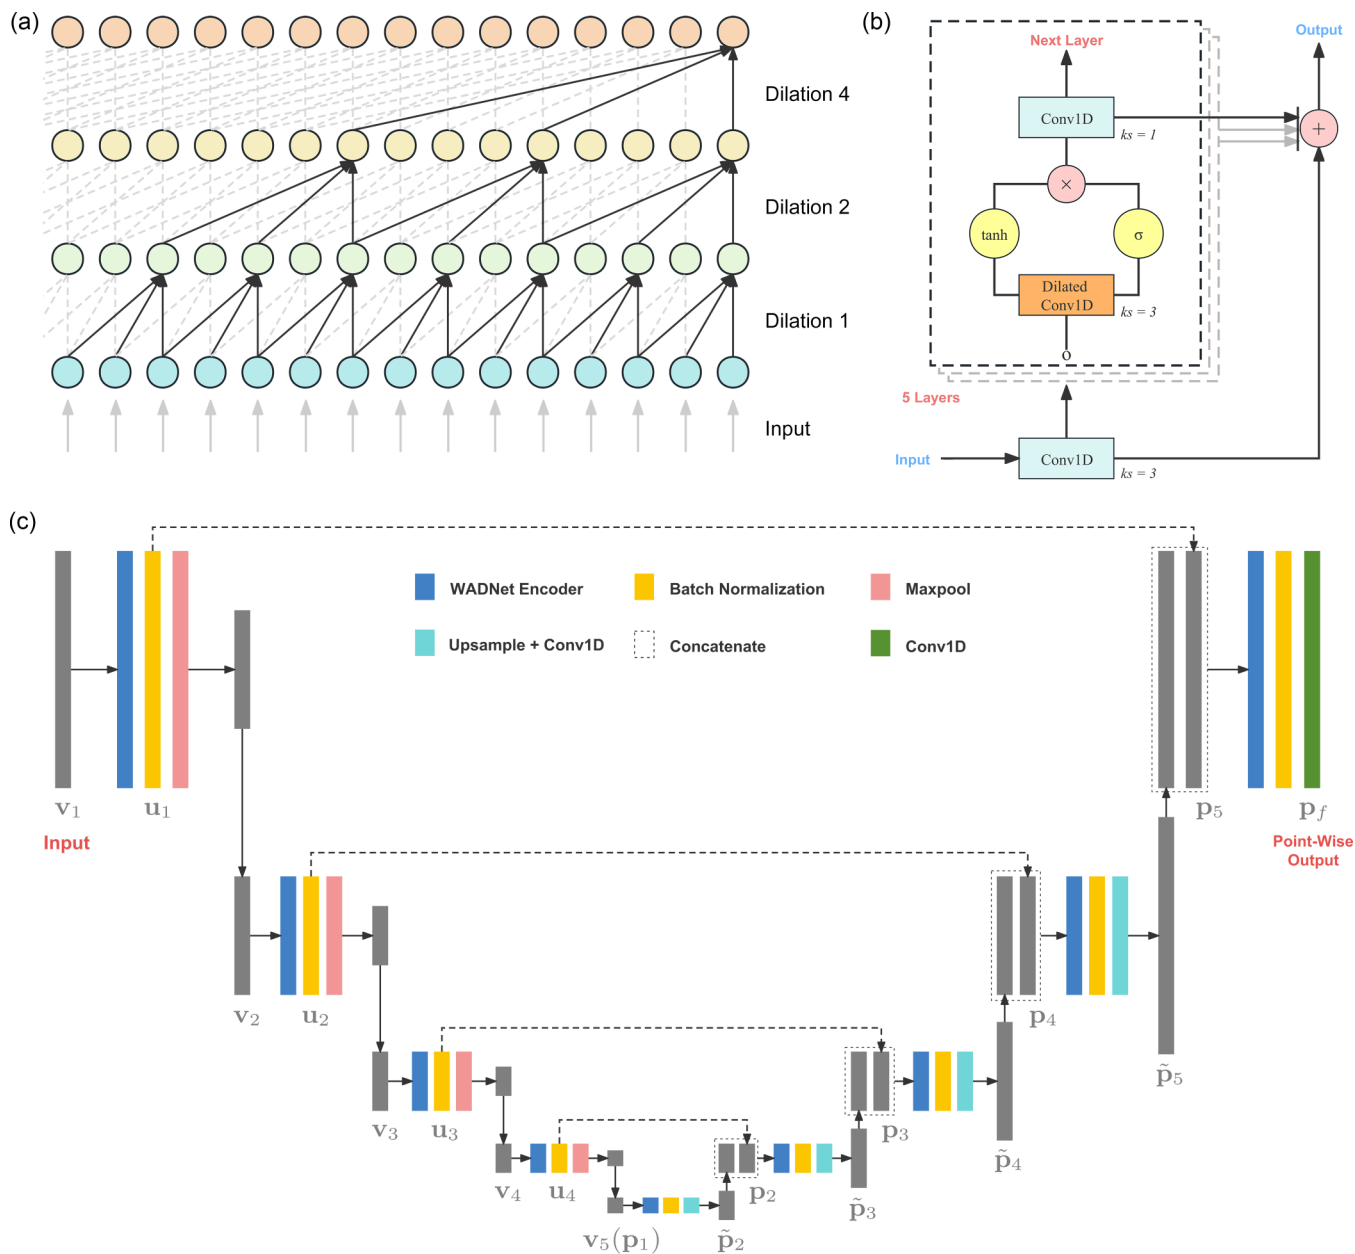 (a)
Dilation 4
Dilation 2
Dilation 1
Input
(b)
Next Layer
Output
Conv1D
ks = 1
+
×
tanh
σ
Dilated
Conv1D
ks = 3
5 Layers
Input
Conv1D
ks = 3
(c)
WADNet Encoder
Batch Normalization
Maxpool
Upsample + Conv1D
Concatenate
Conv1D
v₁
u₁
p₅
p_f
Input
Point-Wise
Output
v₂
u₂
p₄
p̃₅
v₃
u₃
p₃
p̃₄
v₄
u₄
p₂
p̃₃
v₅(p₁)
p̃₂